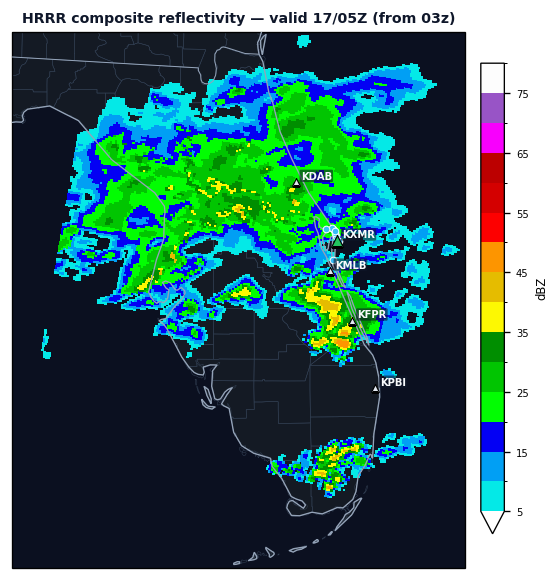 HRRR composite reflectivity — valid 17/05Z (from 03z)
KDAB
KXMR
KMLB
KFPR
KPBI
75
65
55
45
35
25
15
5
dBZ